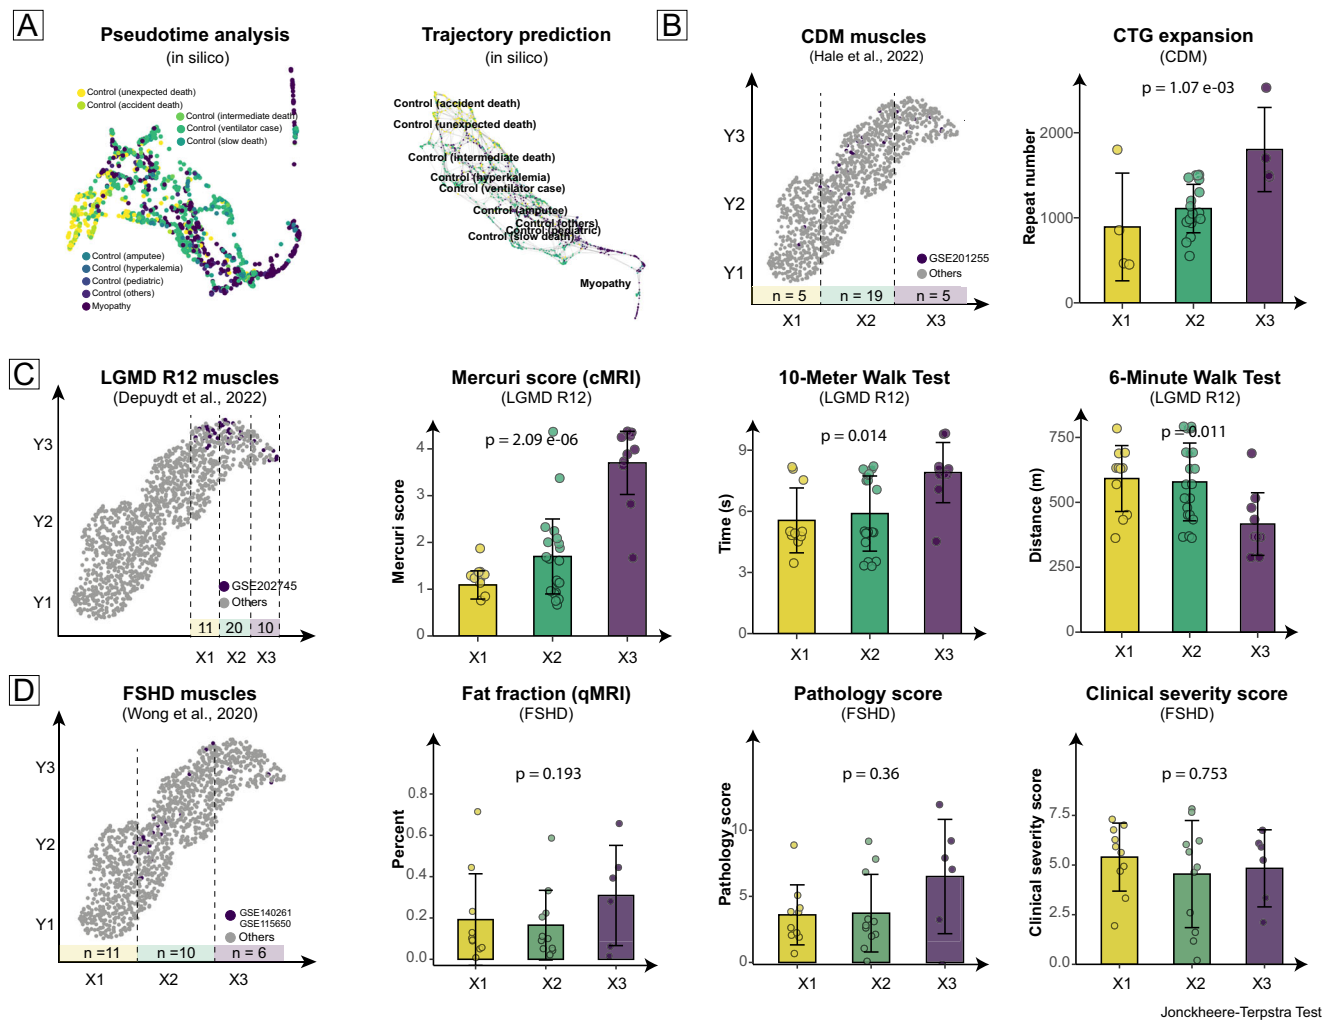 A
Pseudotime analysis
(in silico)
Control (unexpected death)
Control (accident death)
Control (intermediate death)
Control (ventilator case)
Control (slow death)
Control (amputee)
Control (hyperkalemia)
Control (pediatric)
Control (others)
Myopathy
Trajectory prediction
(in silico)
Control (accident death)
Control (unexpected death)
Control (intermediate death)
Control (hyperkalemia)
Control (ventilator case)
Control (amputee)
Control (others)
Control (pediatric)
Control (slow death)
Myopathy
B
CDM muscles
(Hale et al., 2022)
Y3
Y2
Y1
GSE201255
Others
n = 5
n = 19
n = 5
X1
X2
X3
CTG expansion
(CDM)
p = 1.07 e-03
Repeat number
2000
1000
0
X1
X2
X3
C
LGMD R12 muscles
(Depuydt et al., 2022)
Y3
Y2
Y1
GSE202745
Others
11
20
10
X1
X2
X3
Mercuri score (cMRI)
(LGMD R12)
p = 2.09 e-06
Mercuri score
4
3
2
1
0
X1
X2
X3
10-Meter Walk Test
(LGMD R12)
p = 0.014
Time (s)
9
6
3
0
X1
X2
X3
6-Minute Walk Test
(LGMD R12)
p = 0.011
Distance (m)
750
500
250
0
X1
X2
X3
D
FSHD muscles
(Wong et al., 2020)
Y3
Y2
Y1
GSE140261
GSE115650
Others
n =11
n =10
n = 6
X1
X2
X3
Fat fraction (qMRI)
(FSHD)
p = 0.193
Percent
0.8
0.6
0.4
0.2
0.0
X1
X2
X3
Pathology score
(FSHD)
p = 0.36
Pathology score
10
5
0
X1
X2
X3
Clinical severity score
(FSHD)
p = 0.753
Clinical severity score
7.5
5.0
2.5
0.0
X1
X2
X3
Jonckheere-Terpstra Test